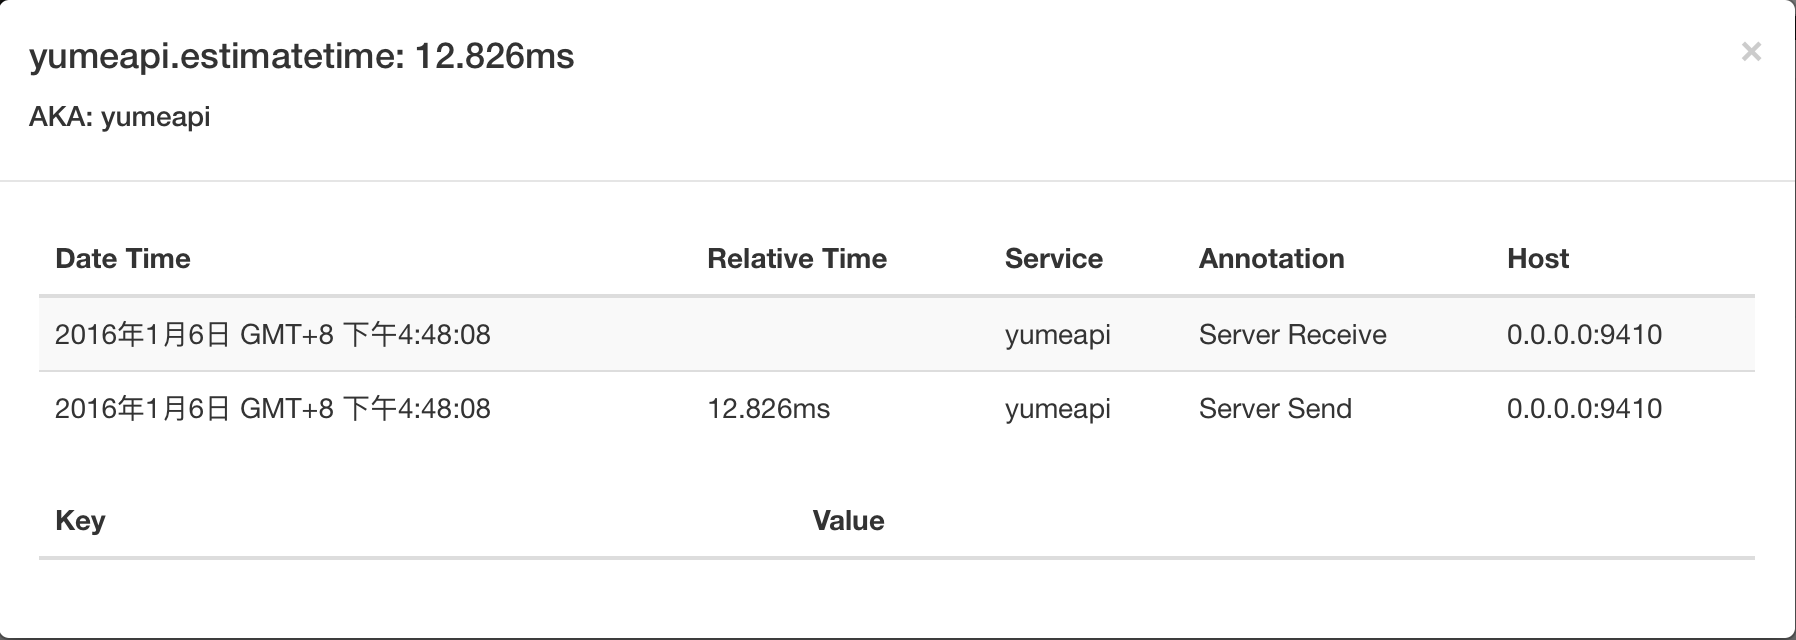 yumeapi.estimatetime: 12.826ms
×
AKA: yumeapi
Date Time Relative Time Service Annotation Host
2016年1月6日 GMT+8 下午4:48:08 yumeapi Server Receive 0.0.0.0:9410
2016年1月6日 GMT+8 下午4:48:08 12.826ms yumeapi Server Send 0.0.0.0:9410
Key Value